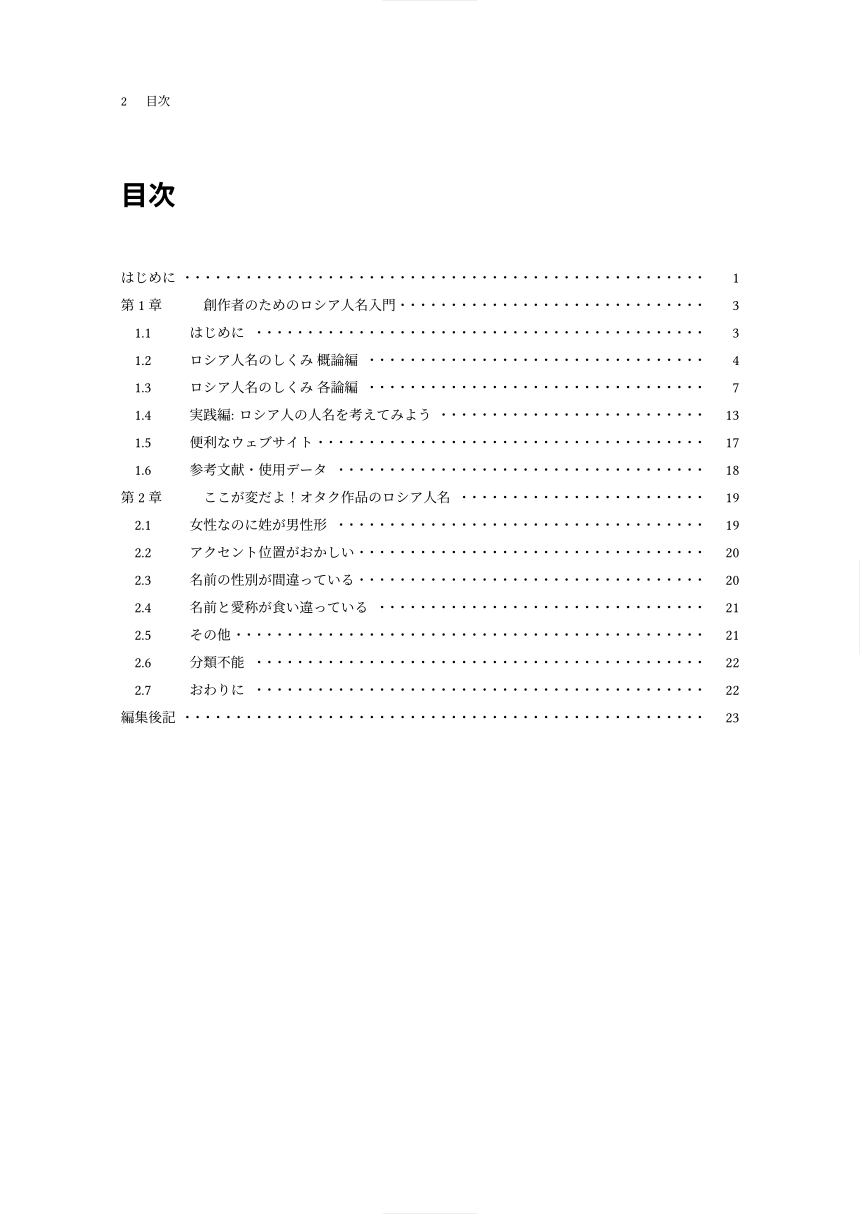 2 目次
目次
はじめに ・・・・・・・・・・・・・・・・・・・・・・・・・・・・・・・・・・・・・・・・・・・・・・・・・・・ 1
第 1 章 創作者のためのロシア人名入門・・・・・・・・・・・・・・・・・・・・・・・・・・・・・・ 3
1.1 はじめに ・・・・・・・・・・・・・・・・・・・・・・・・・・・・・・・・・・・・・・・・・・・・ 3
1.2 ロシア人名のしくみ 概論編 ・・・・・・・・・・・・・・・・・・・・・・・・・・・・・・・・・ 4
1.3 ロシア人名のしくみ 各論編 ・・・・・・・・・・・・・・・・・・・・・・・・・・・・・・・・・ 7
1.4 実践編: ロシア人の人名を考えてみよう ・・・・・・・・・・・・・・・・・・・・・・・・・・ 13
1.5 便利なウェブサイト・・・・・・・・・・・・・・・・・・・・・・・・・・・・・・・・・・・・・・ 17
1.6 参考文献・使用データ ・・・・・・・・・・・・・・・・・・・・・・・・・・・・・・・・・・・・ 18
第 2 章 ここが変だよ！オタク作品のロシア人名 ・・・・・・・・・・・・・・・・・・・・・・・・ 19
2.1 女性なのに姓が男性形 ・・・・・・・・・・・・・・・・・・・・・・・・・・・・・・・・・・・・ 19
2.2 アクセント位置がおかしい・・・・・・・・・・・・・・・・・・・・・・・・・・・・・・・・・・ 20
2.3 名前の性別が間違っている・・・・・・・・・・・・・・・・・・・・・・・・・・・・・・・・・・ 20
2.4 名前と愛称が食い違っている ・・・・・・・・・・・・・・・・・・・・・・・・・・・・・・・・ 21
2.5 その他・・・・・・・・・・・・・・・・・・・・・・・・・・・・・・・・・・・・・・・・・・・・・・ 21
2.6 分類不能 ・・・・・・・・・・・・・・・・・・・・・・・・・・・・・・・・・・・・・・・・・・・・ 22
2.7 おわりに ・・・・・・・・・・・・・・・・・・・・・・・・・・・・・・・・・・・・・・・・・・・・ 22
編集後記 ・・・・・・・・・・・・・・・・・・・・・・・・・・・・・・・・・・・・・・・・・・・・・・・・・・・ 23